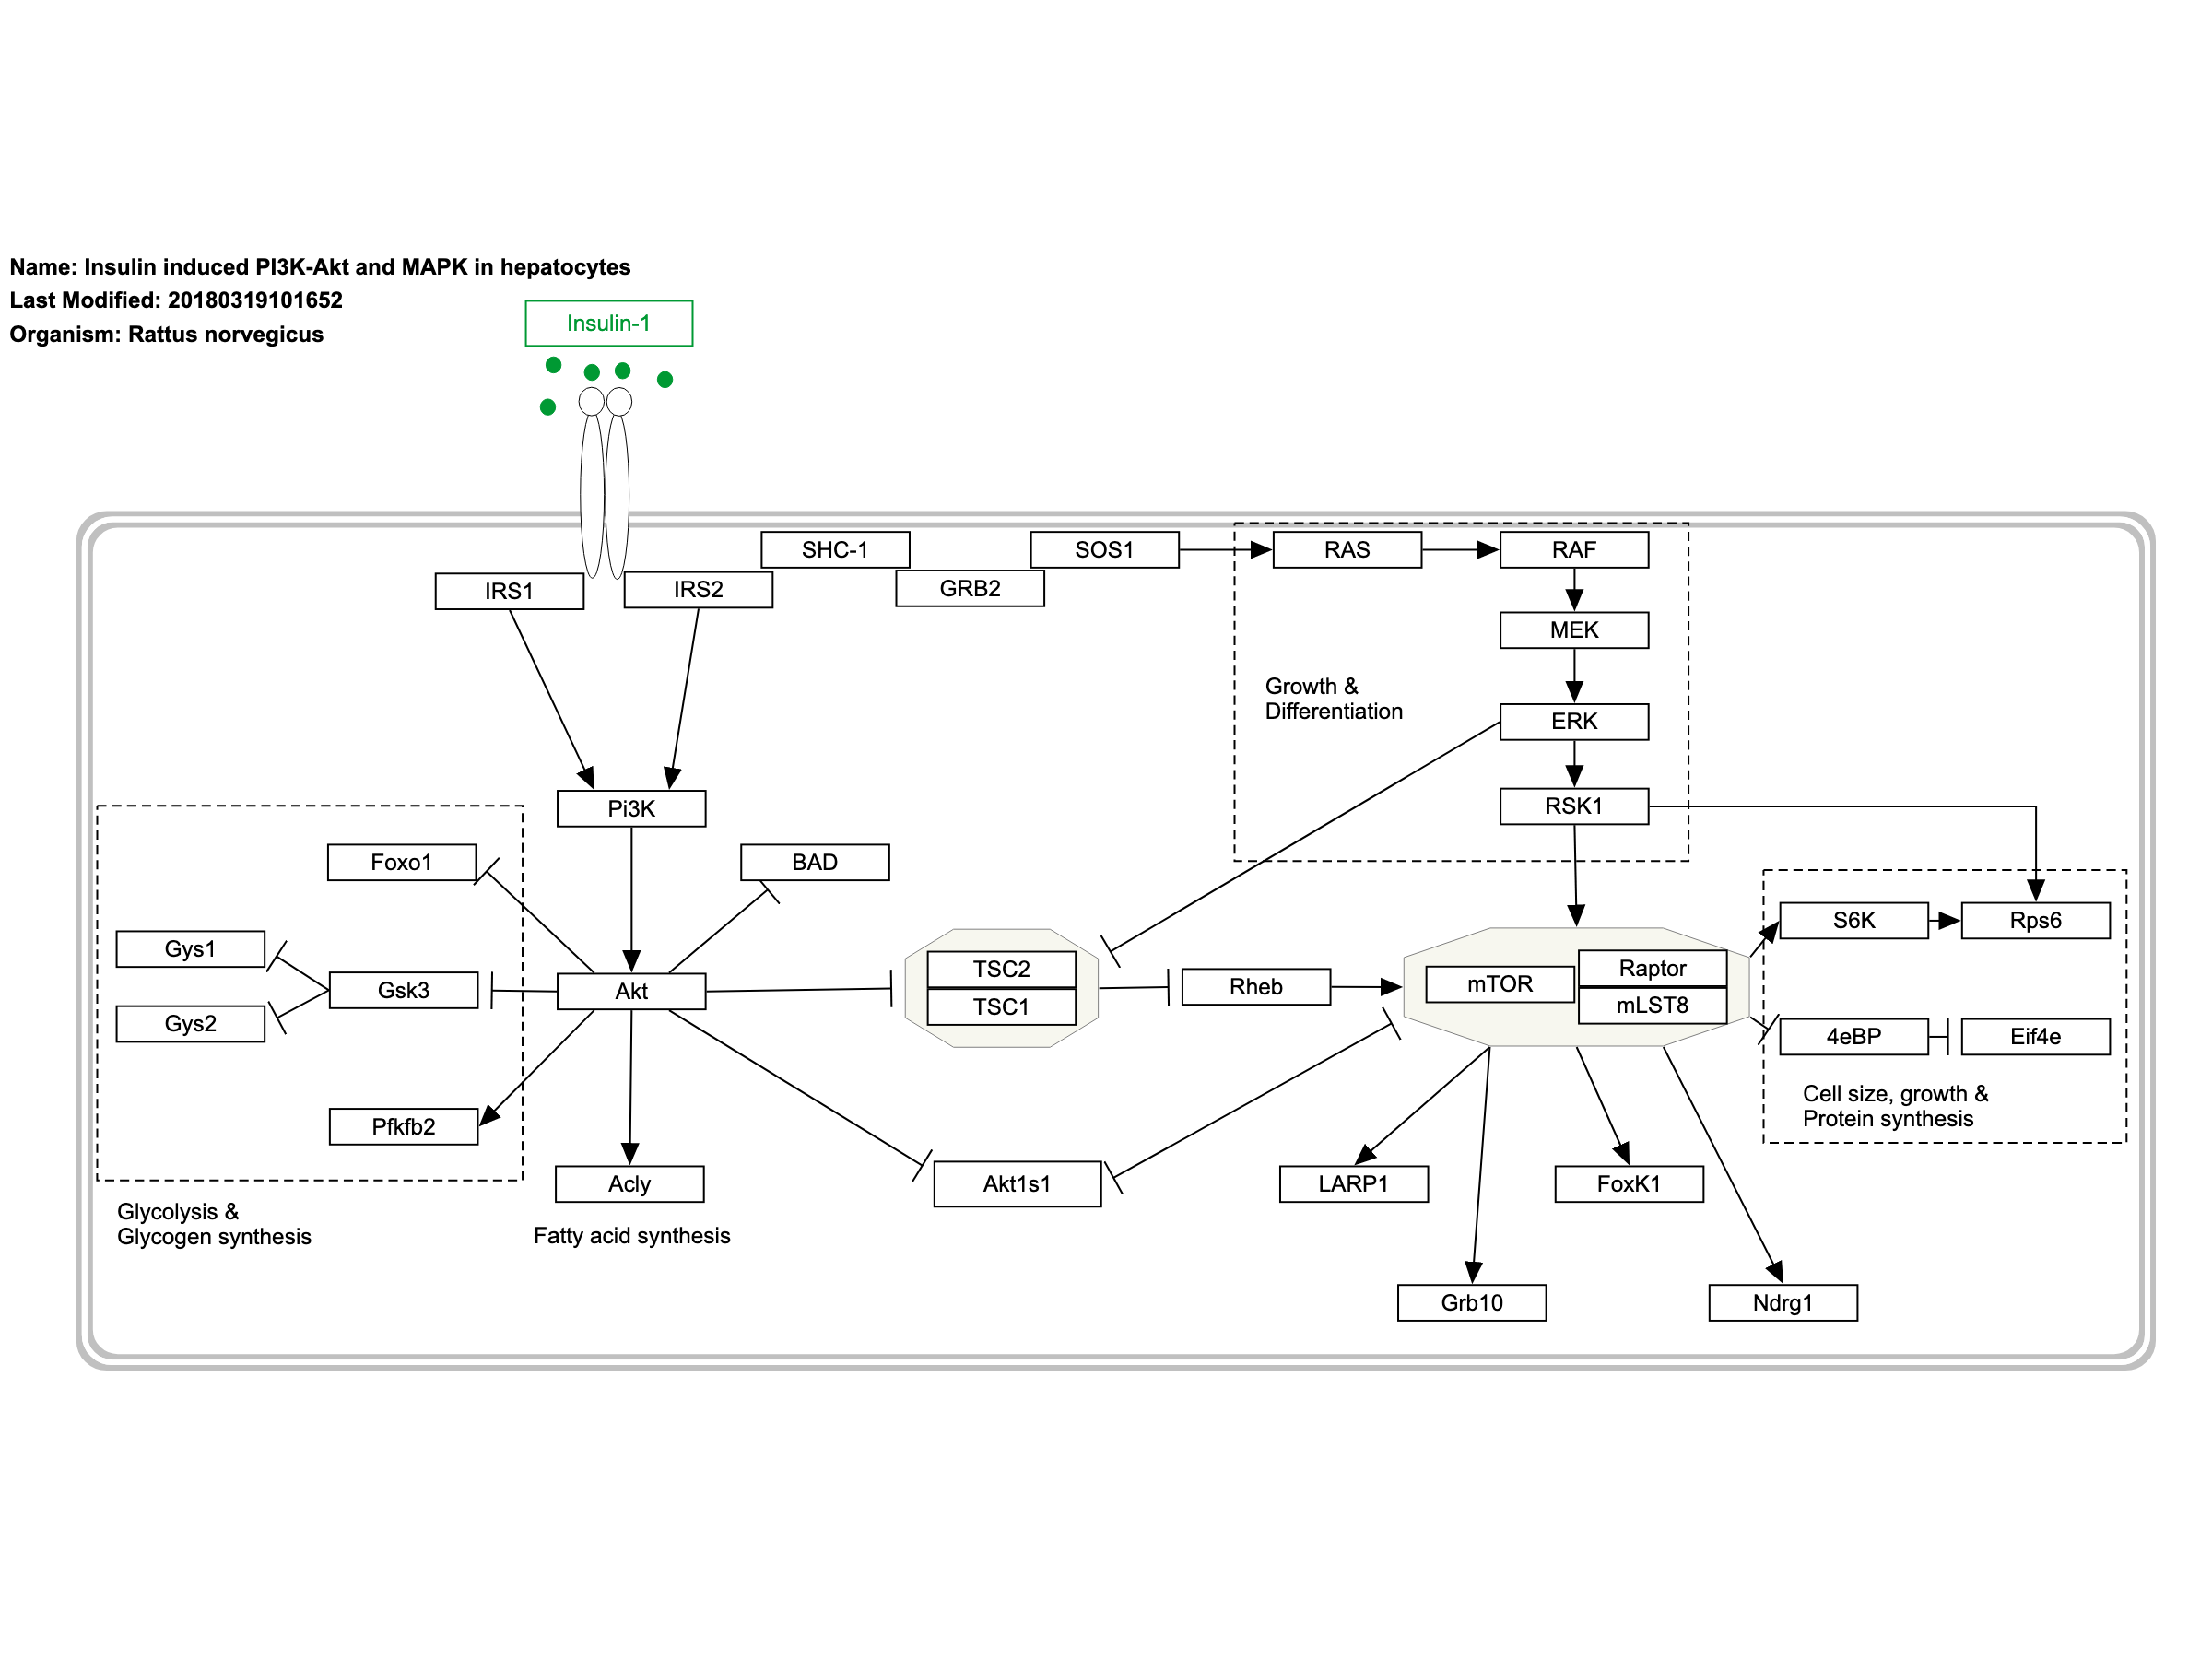 Name: Insulin induced PI3K-Akt and MAPK in hepatocytes
Last Modified: 20180319101652
Organism: Rattus norvegicus
Insulin-1
SHC-1
SOS1
RAS
RAF
IRS1
IRS2
GRB2
MEK
Growth &
Differentiation
ERK
Pi3K
RSK1
Foxo1
BAD
Gys1
Gsk3
Gys2
Akt
TSC2
TSC1
Rheb
mTOR
Raptor
mLST8
S6K
Rps6
4eBP
Eif4e
Cell size, growth &
Protein synthesis
Pfkfb2
Acly
Akt1s1
LARP1
FoxK1
Glycolysis &
Glycogen synthesis
Fatty acid synthesis
Grb10
Ndrg1